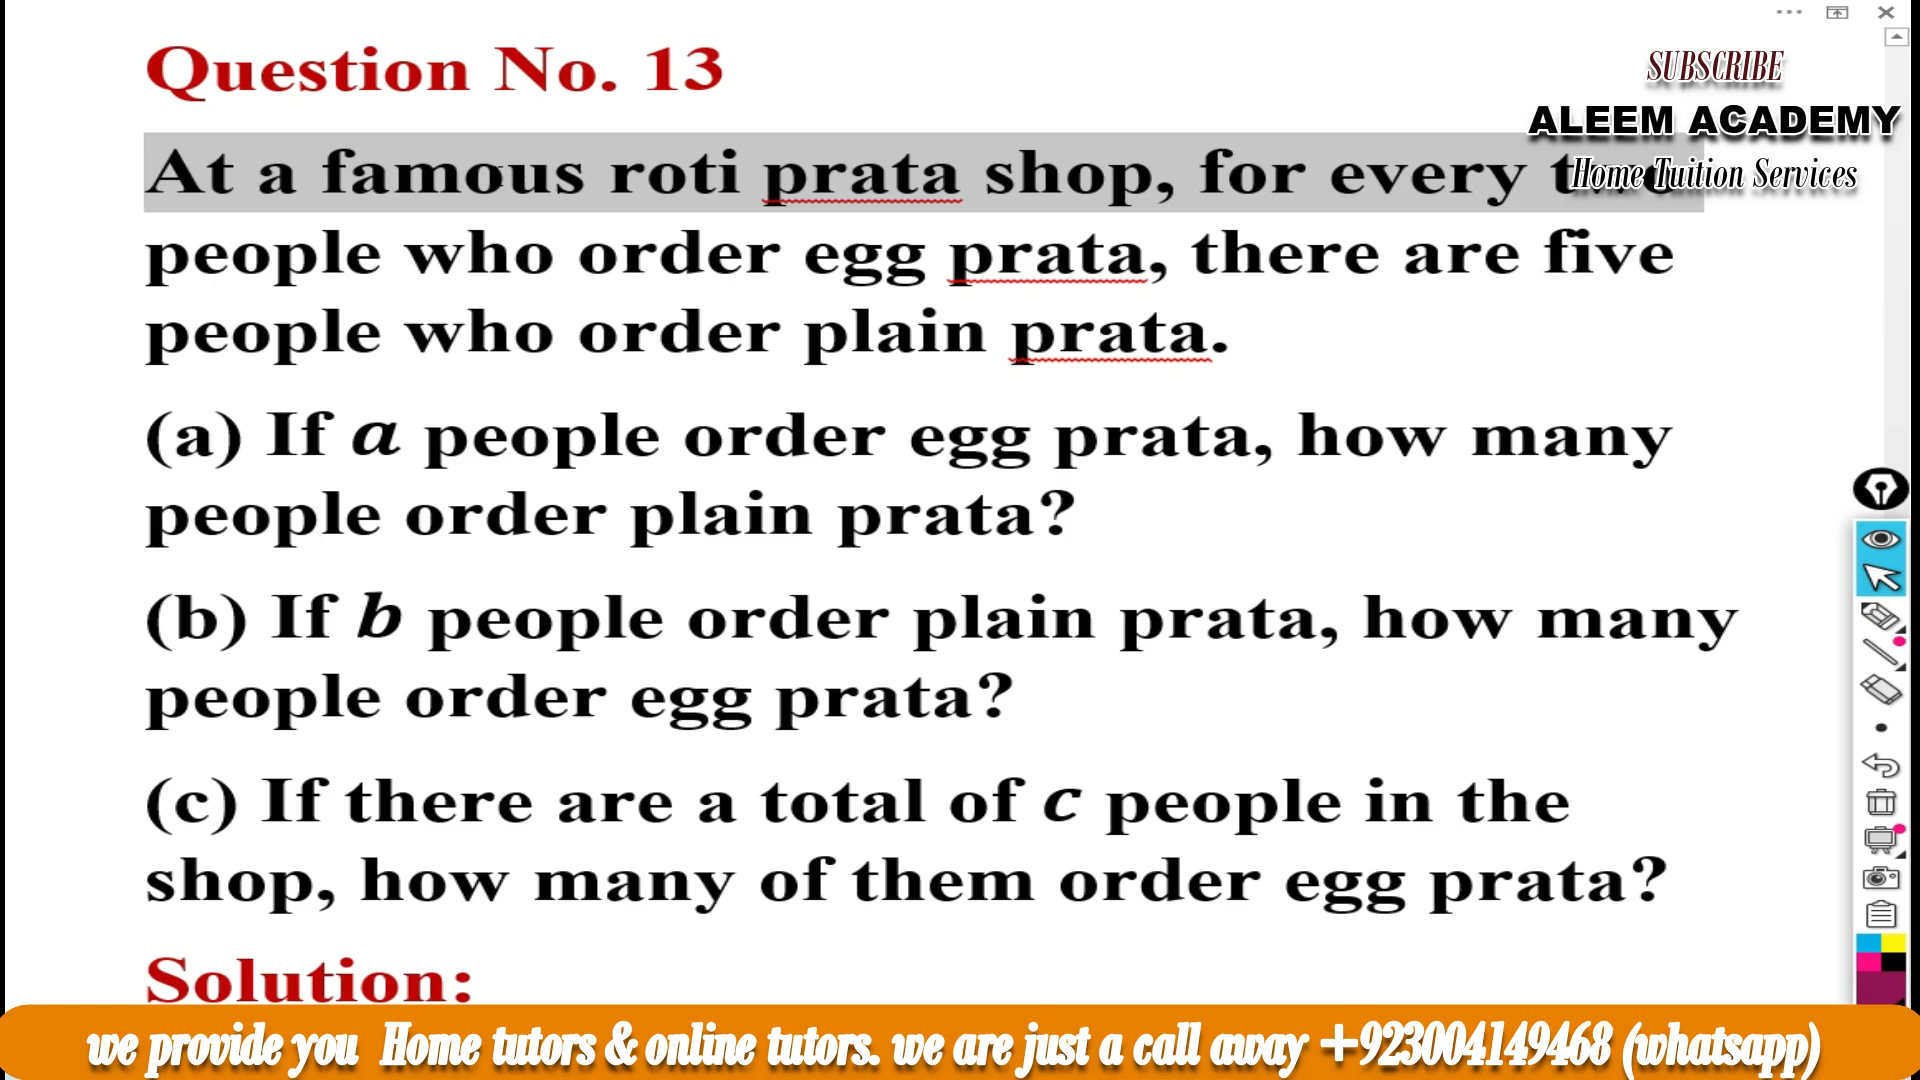 Question No. 13
SUBSCRIBE
ALEEM ACADEMY
Home Tuition Services
At a famous roti prata shop, for every
people who order egg prata, there are five
people who order plain prata.
(a) If a people order egg prata, how many
people order plain prata?
(b) If b people order plain prata, how many
people order egg prata?
(c) If there are a total of c people in the
shop, how many of them order egg prata?
Solution:
we provide you Home tutors & online tutors. we are just a call away +923004149468 (whatsapp)